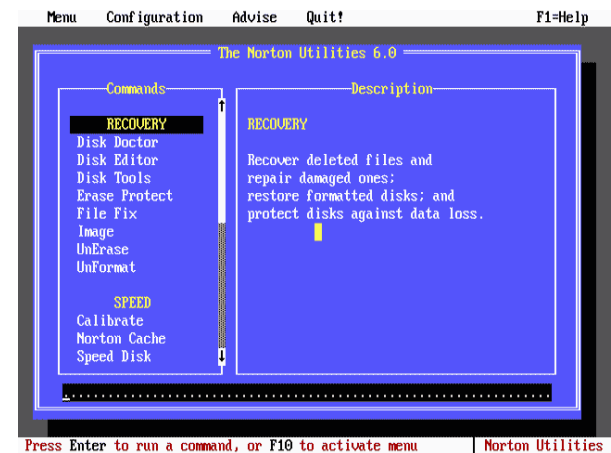 Menu Configuration Advise Quit! F1=Help
The Norton Utilities 6.0
Commands
RECOVERY
Disk Doctor
Disk Editor
Disk Tools
Erase Protect
File Fix
Image
UnErase
UnFormat
SPEED
Calibrate
Norton Cache
Speed Disk
Description
RECOVERY
Recover deleted files and
repair damaged ones;
restore formatted disks; and
protect disks against data loss.
Press Enter to run a command, or F10 to activate menu Norton Utilities